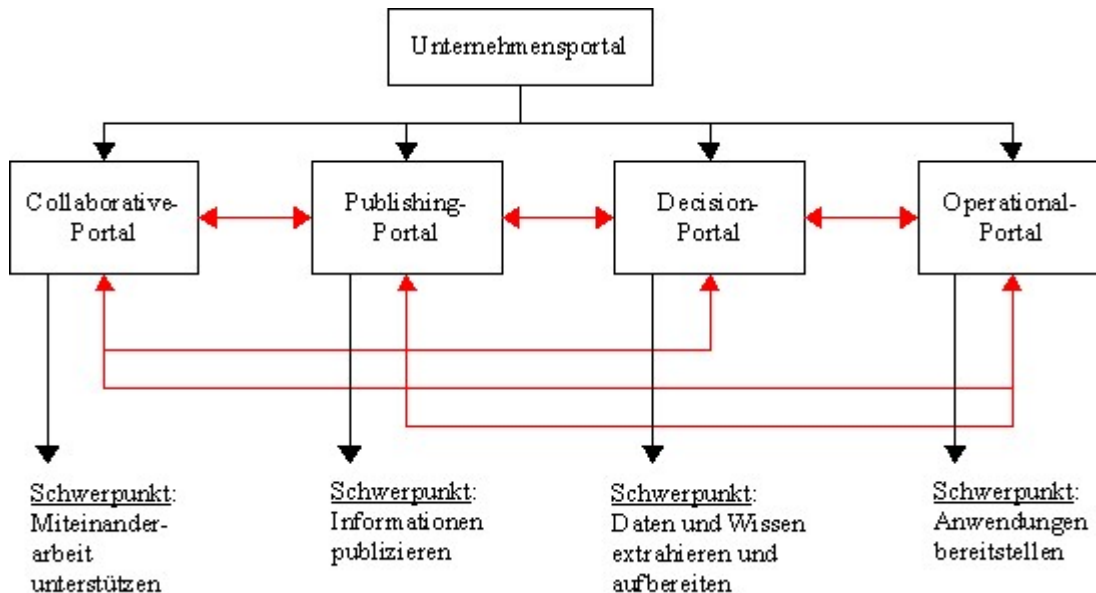 Unternehmensportal
Collaborative-
Portal
Publishing-
Portal
Decision-
Portal
Operational-
Portal
Schwerpunkt:
Miteinander-
arbeit
unterstützen
Schwerpunkt:
Informationen
publizieren
Schwerpunkt:
Daten und Wissen
extrahieren und
aufbereiten
Schwerpunkt:
Anwendungen
bereitstellen